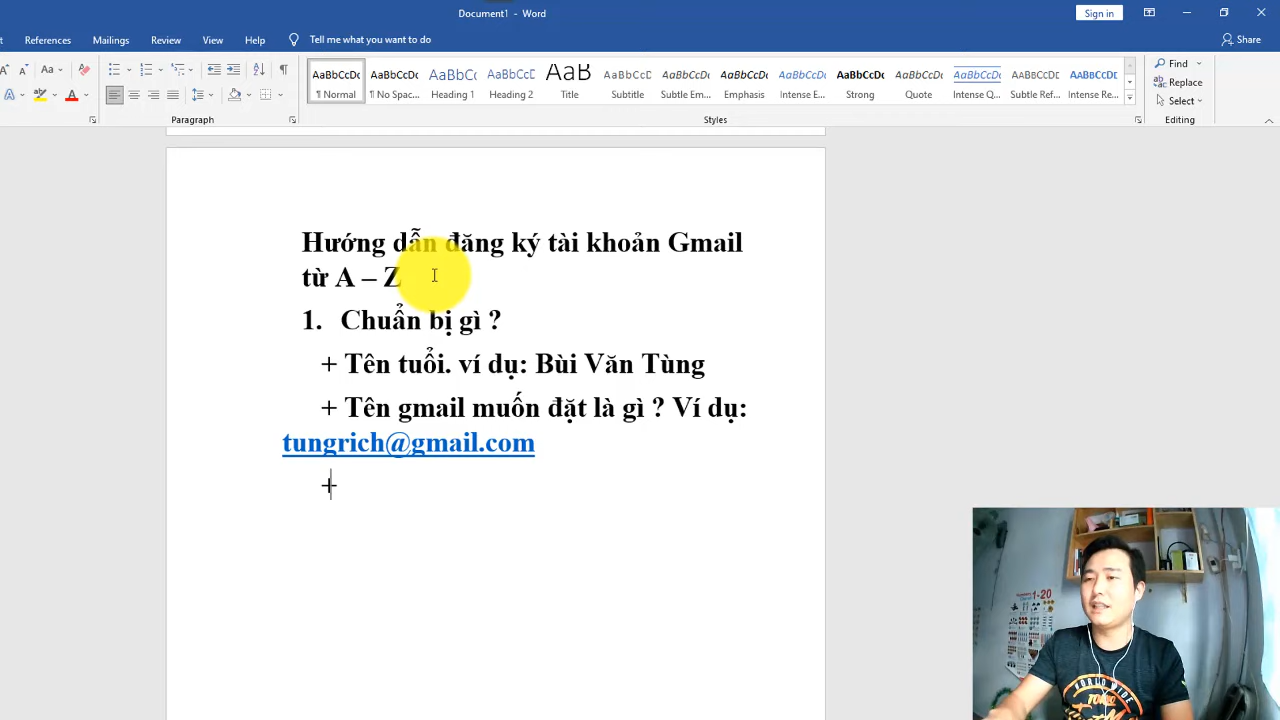 Document1 - Word
Sign in
References Mailings Review View Help Tell me what you want to do
Share
Aa
AaBbCcDc AaBbCcDc AaBbCc AaBbCcD AaB AaBbCcD AaBbCcDc AaBbCcDc AaBbCcDc AaBbCcDc AaBbCcDc AaBbCcDc AaBbCcDc AaBbCcDc
¶ Normal ¶ No Spac... Heading 1 Heading 2 Title Subtitle Subtle Em... Emphasis Intense E... Strong Quote Intense Q... Subtle Ref... Intense Re...
Find
Replace
Select
Paragraph Styles Editing
Hướng dẫn đăng ký tài khoản Gmail
từ A – Z
1. Chuẩn bị gì ?
+ Tên tuổi. ví dụ: Bùi Văn Tùng
+ Tên gmail muốn đặt là gì ? Ví dụ:
tungrich@gmail.com
+
1-20